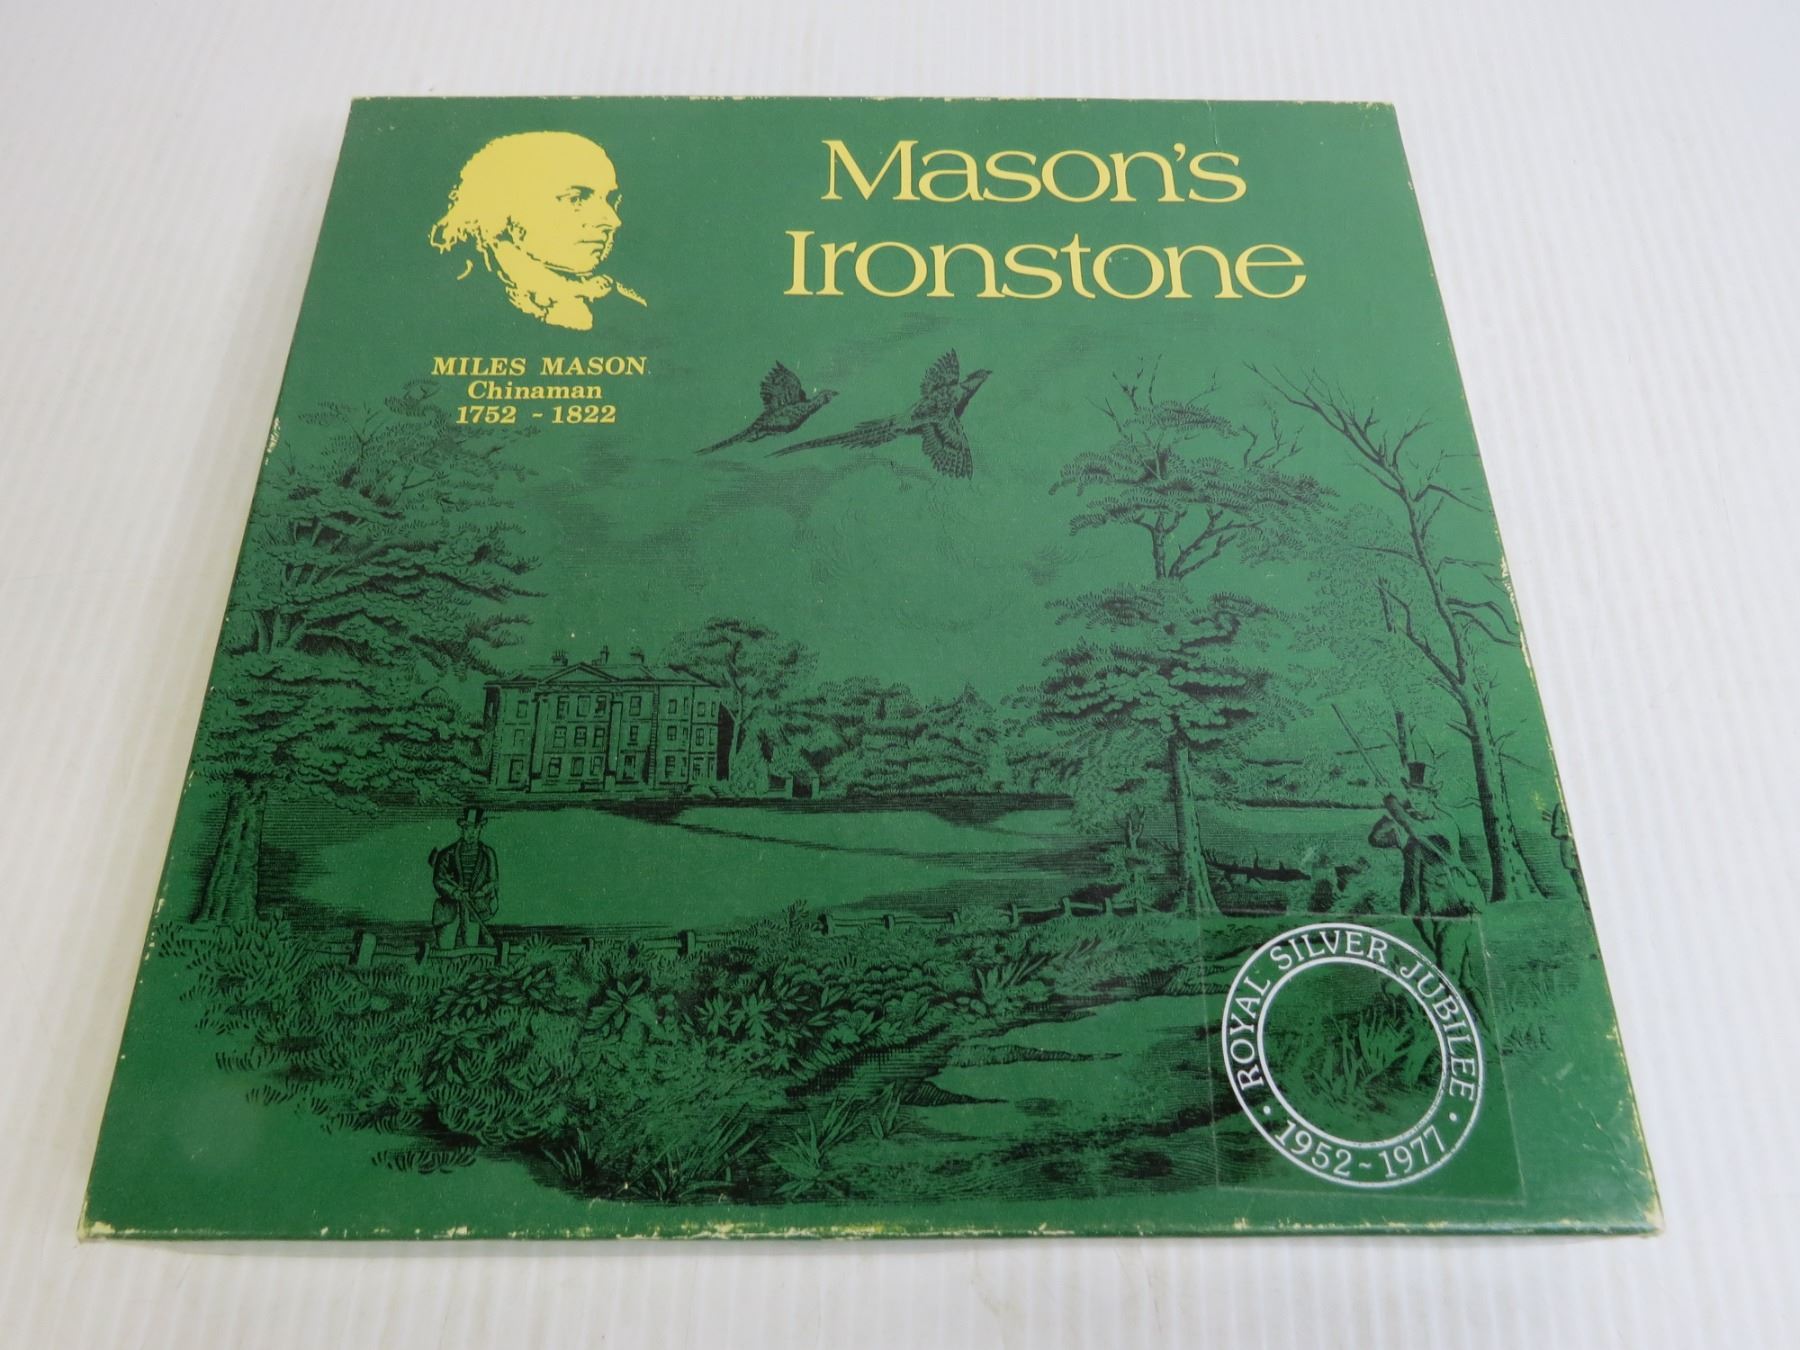 Mason's
Ironstone
MILES MASON
Chinaman
1752 - 1822
ROYAL SILVER JUBILEE
· 1952 ~ 1977 ·